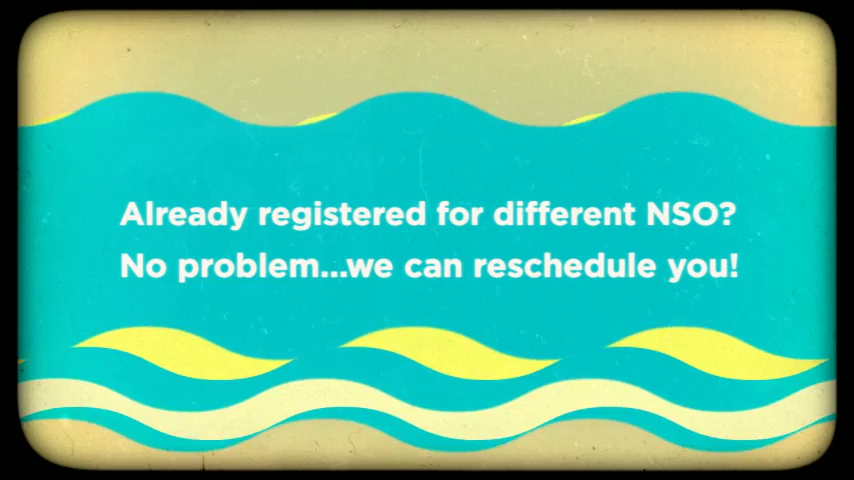 Already registered for different NSO?
No problem...we can reschedule you!